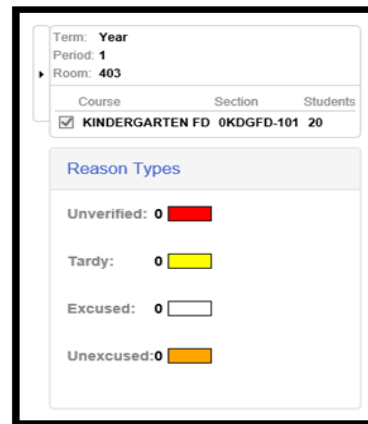 Term: Year
Period: 1
Room: 403
Course Section Students
KINDERGARTEN FD 0KDGFD-101 20
Reason Types
Unverified: 0
Tardy: 0
Excused: 0
Unexcused:0